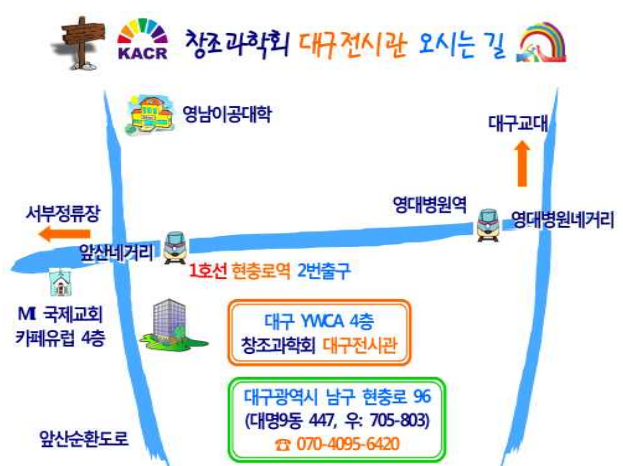 KACR
창조과학회 대구전시관 오시는 길
영남이공대학
대구교대
서부정류장
영대병원역
영대병원네거리
앞산네거리
1호선 현충로역 2번출구
MI 국제교회
카페유럽 4층
대구 YWCA 4층
창조과학회 대구전시관
대구광역시 남구 현충로 96
(대명9동 447, 우: 705-803)
☎ 070-4095-6420
앞산순환도로